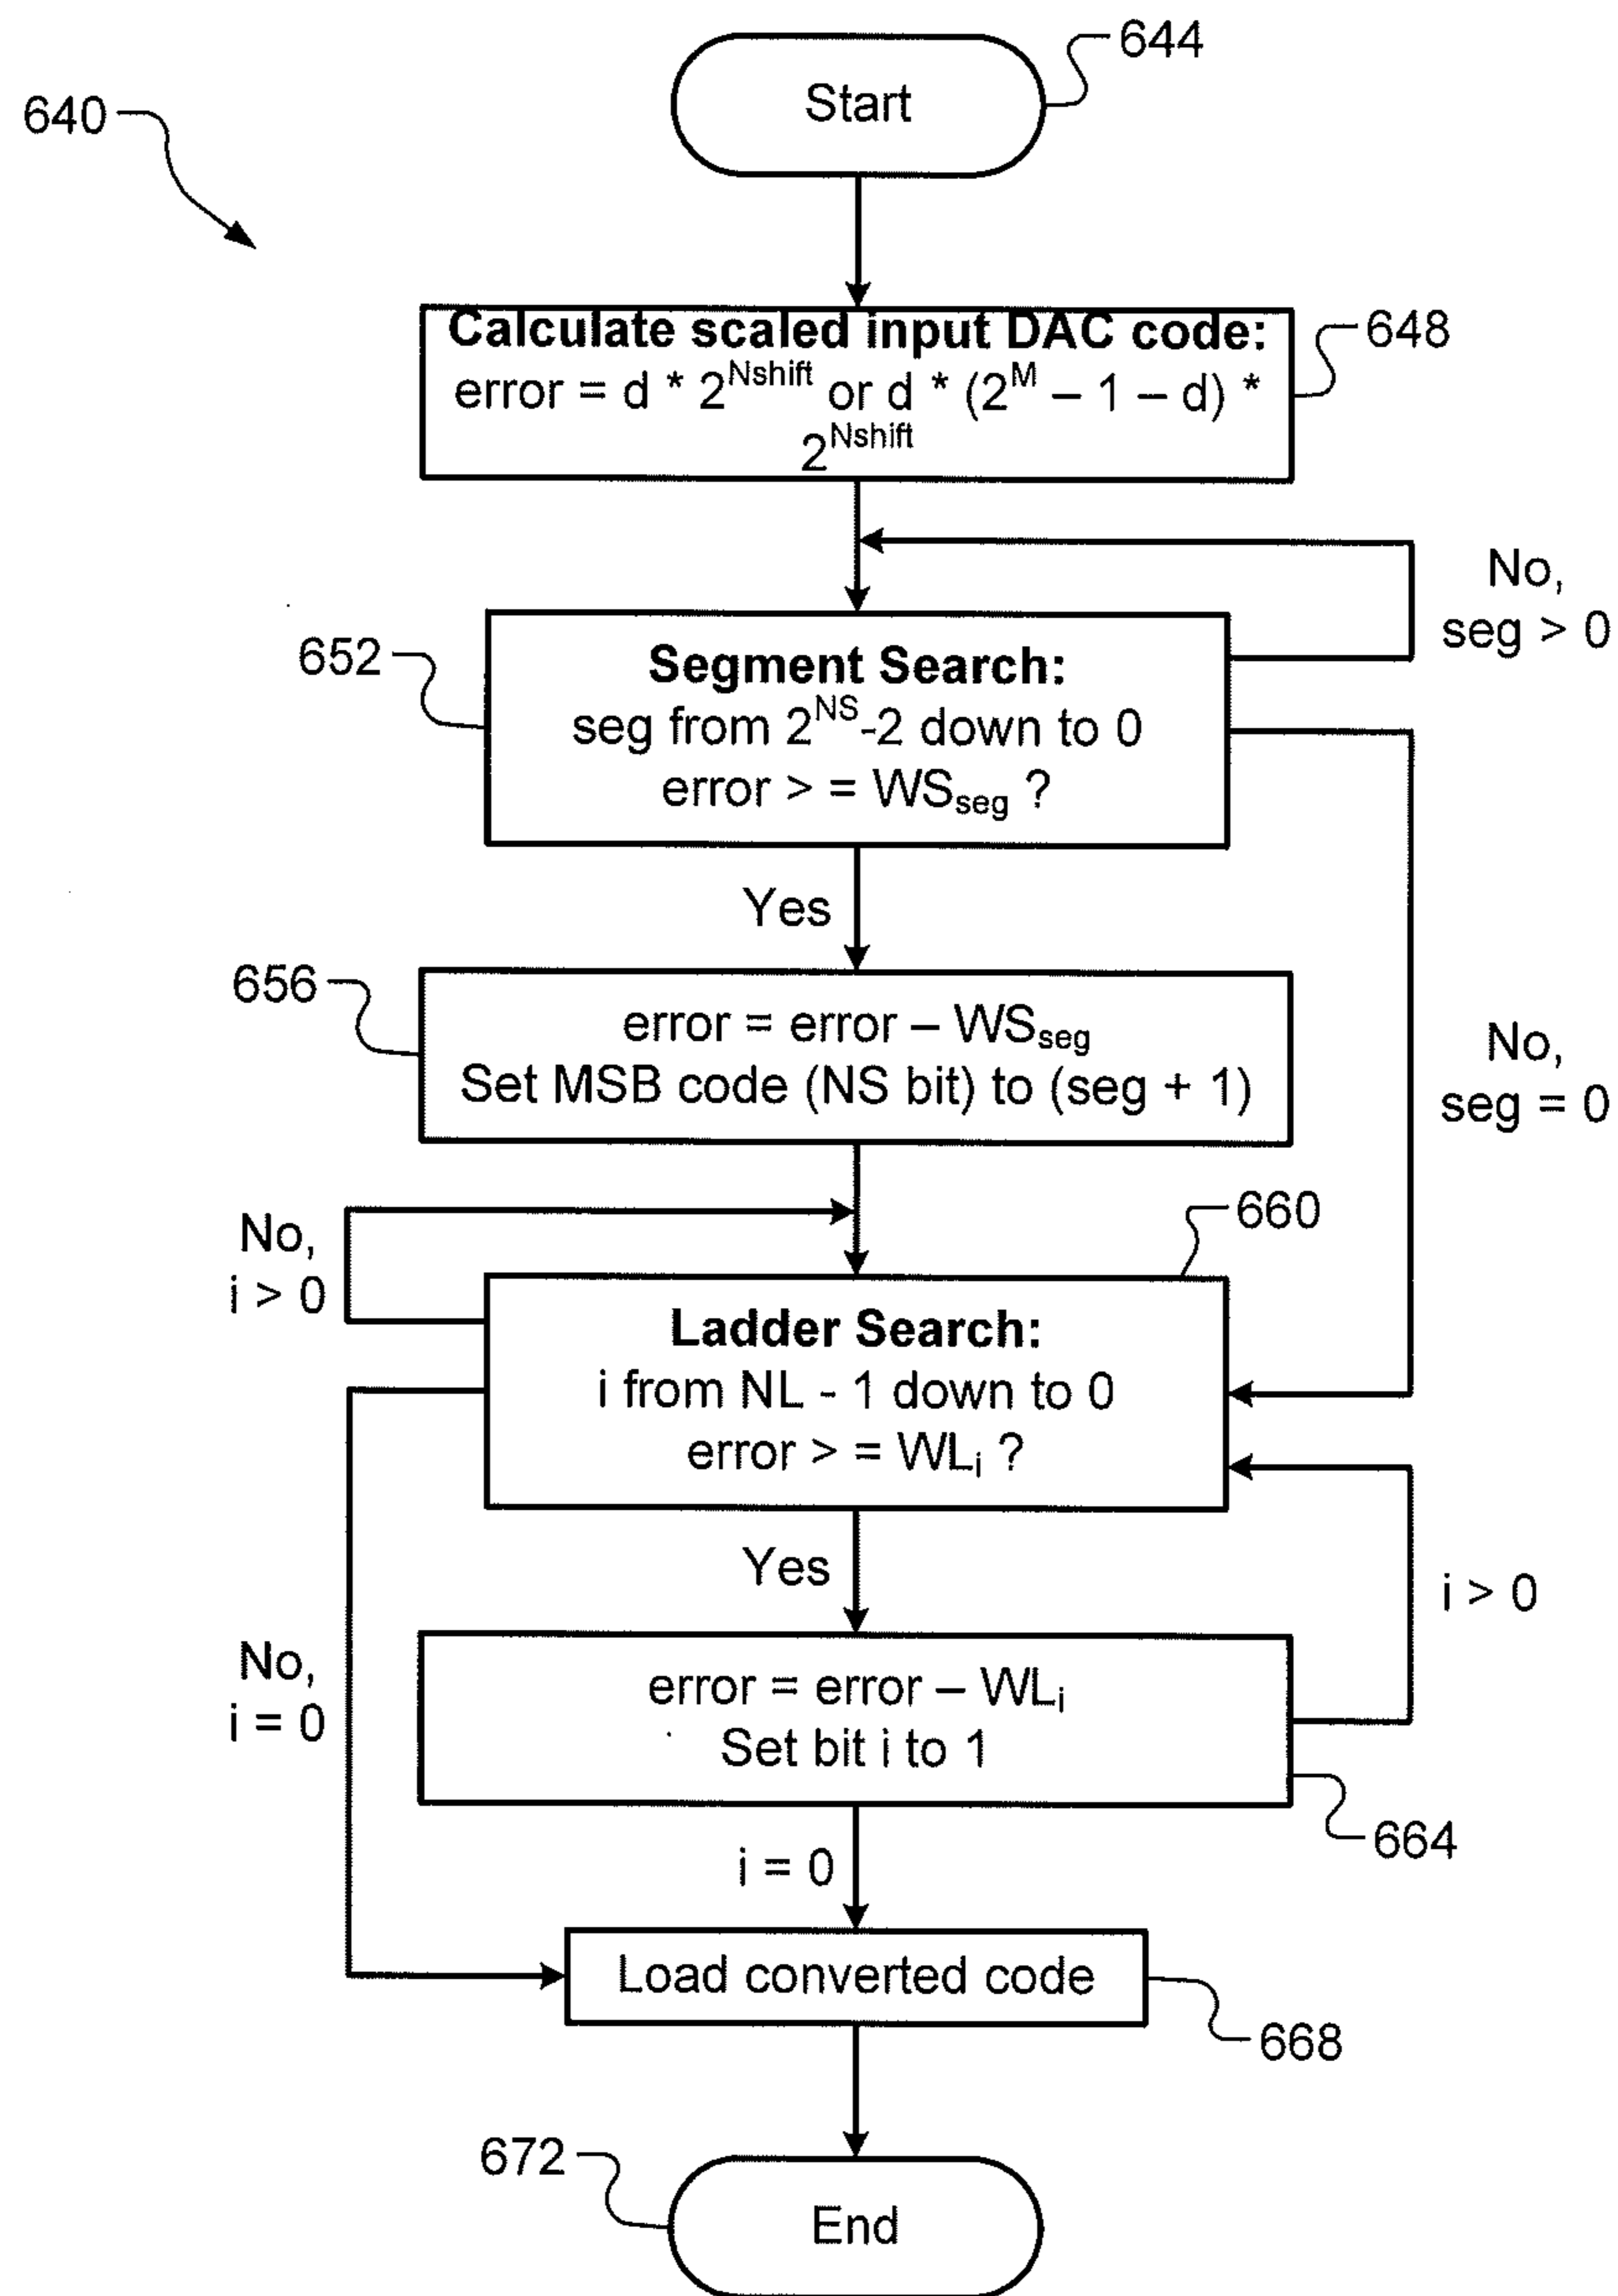 644
Start
640
Calculate scaled input DAC code:
648
error = d * 2^Nshift or d * (2^M – 1 – d) *
2^Nshift
No,
seg > 0
652
Segment Search:
seg from 2^NS-2 down to 0
error > = WS_seg ?
Yes
656
error = error – WS_seg
Set MSB code (NS bit) to (seg + 1)
No,
seg = 0
660
No,
i > 0
Ladder Search:
i from NL - 1 down to 0
error > = WL_i ?
Yes
i > 0
No,
i = 0
error = error – WL_i
Set bit i to 1
664
i = 0
Load converted code
668
672
End